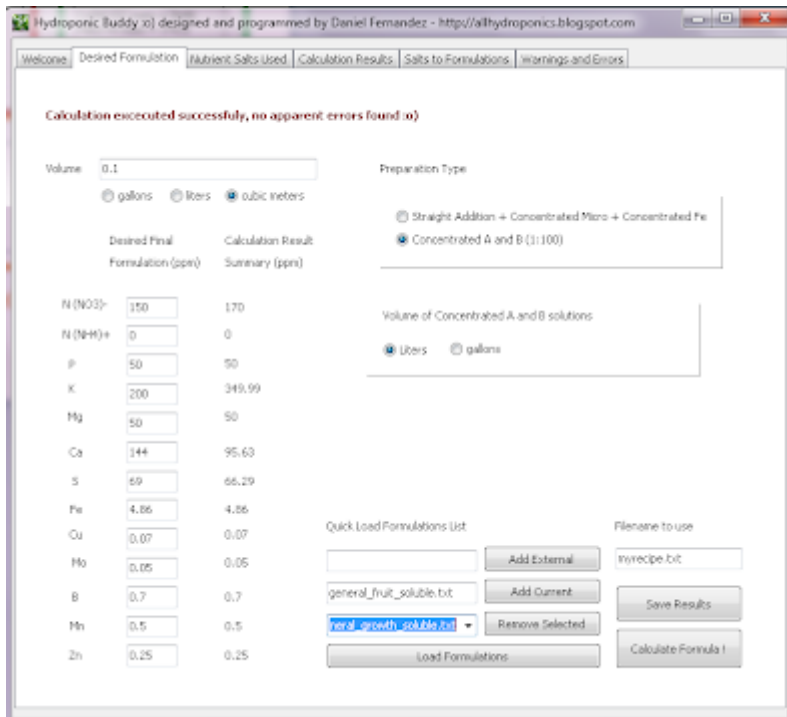 Hydroponic Buddy :o) designed and programmed by Daniel Fernandez - http://allhydroponics.blogspot.com
Welcome Desired Formulation Nutrient Salts Used Calculation Results Salts to Formulations Warnings and Errors
Calculation excecuted successfuly, no apparent errors found :o)
Volume 0.1
gallons liters cubic meters
Preparation Type
Straight Addition + Concentrated Micro + Concentrated Fe
Concentrated A and B (1:100)
Desired Final Calculation Result
Formulation (ppm) Summary (ppm)
Volume of Concentrated A and B solutions
Liters gallons
N (NO3)- 150 170
N (NH4)+ 0 0
P 50 50
K 200 349.99
Mg 50 50
Ca 144 95.63
S 69 66.29
Fe 4.86 4.86
Cu 0.07 0.07
Mo 0.05 0.05
B 0.7 0.7
Mn 0.5 0.5
Zn 0.25 0.25
Quick Load Formulations List
Add External
general_fruit_soluble.txt Add Current
neral_growth_soluble.txt Remove Selected
Load Formulations
Filename to use
myrecipe.txt
Save Results
Calculate Formula !